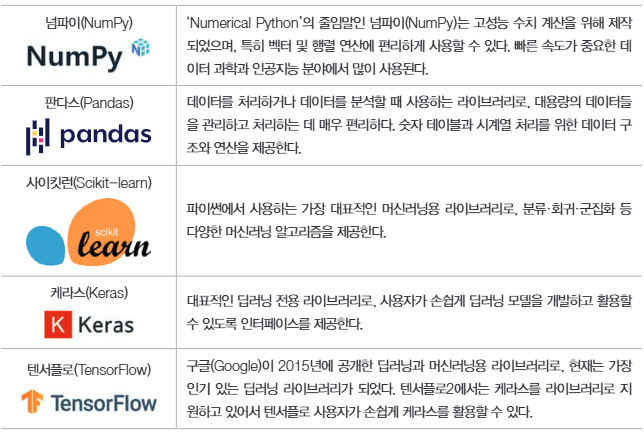 넘파이(NumPy)
NumPy
‘Numerical Python’의 줄임말인 넘파이(NumPy)는 고성능 수치 계산을 위해 제작
되었으며, 특히 벡터 및 행렬 연산에 편리하게 사용할 수 있다. 빠른 속도가 중요한 데
이터 과학과 인공지능 분야에서 많이 사용된다.
판다스(Pandas)
pandas
데이터를 처리하거나 데이터를 분석할 때 사용하는 라이브러리로, 대용량의 데이터들
을 관리하고 처리하는 데 매우 편리하다. 숫자 테이블과 시계열 처리를 위한 데이터 구
조와 연산을 제공한다.
사이킷런(Scikit-learn)
scikit
learn
파이썬에서 사용하는 가장 대표적인 머신러닝용 라이브러리로, 분류·회귀·군집화 등
다양한 머신러닝 알고리즘을 제공한다.
케라스(Keras)
K Keras
대표적인 딥러닝 전용 라이브러리로, 사용자가 손쉽게 딥러닝 모델을 개발하고 활용할
수 있도록 인터페이스를 제공한다.
텐서플로(TensorFlow)
TensorFlow
구글(Google)이 2015년에 공개한 딥러닝과 머신러닝용 라이브러리로, 현재는 가장
인기 있는 딥러닝 라이브러리가 되었다. 텐서플로2에서는 케라스를 라이브러리로 지
원하고 있어서 텐서플로 사용자가 손쉽게 케라스를 활용할 수 있다.